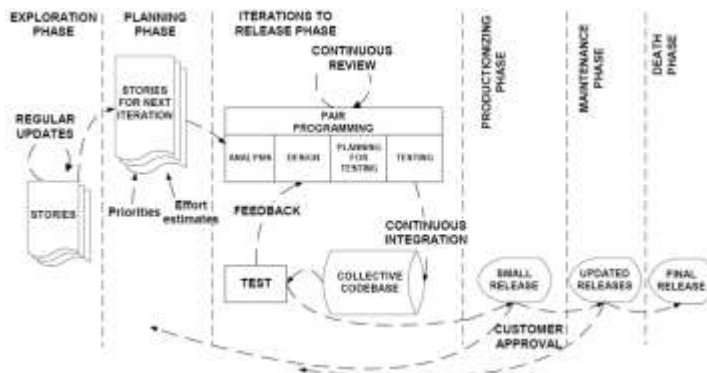 EXPLORATION
PHASE
PLANNING
PHASE
ITERATIONS TO
RELEASE PHASE
PRODUCTIONIZING
PHASE
MAINTENANCE
PHASE
DEATH
PHASE
REGULAR
UPDATES
STORIES
STORIES
FOR NEXT
ITERATION
Priorities
Effort
estimates
CONTINUOUS
REVIEW
PAIR
PROGRAMMING
ANALYSIS
DESIGN
PLANNING
FOR
TESTING
TESTING
FEEDBACK
CONTINUOUS
INTEGRATION
TEST
COLLECTIVE
CODEBASE
SMALL
RELEASE
UPDATED
RELEASES
FINAL
RELEASE
CUSTOMER
APPROVAL